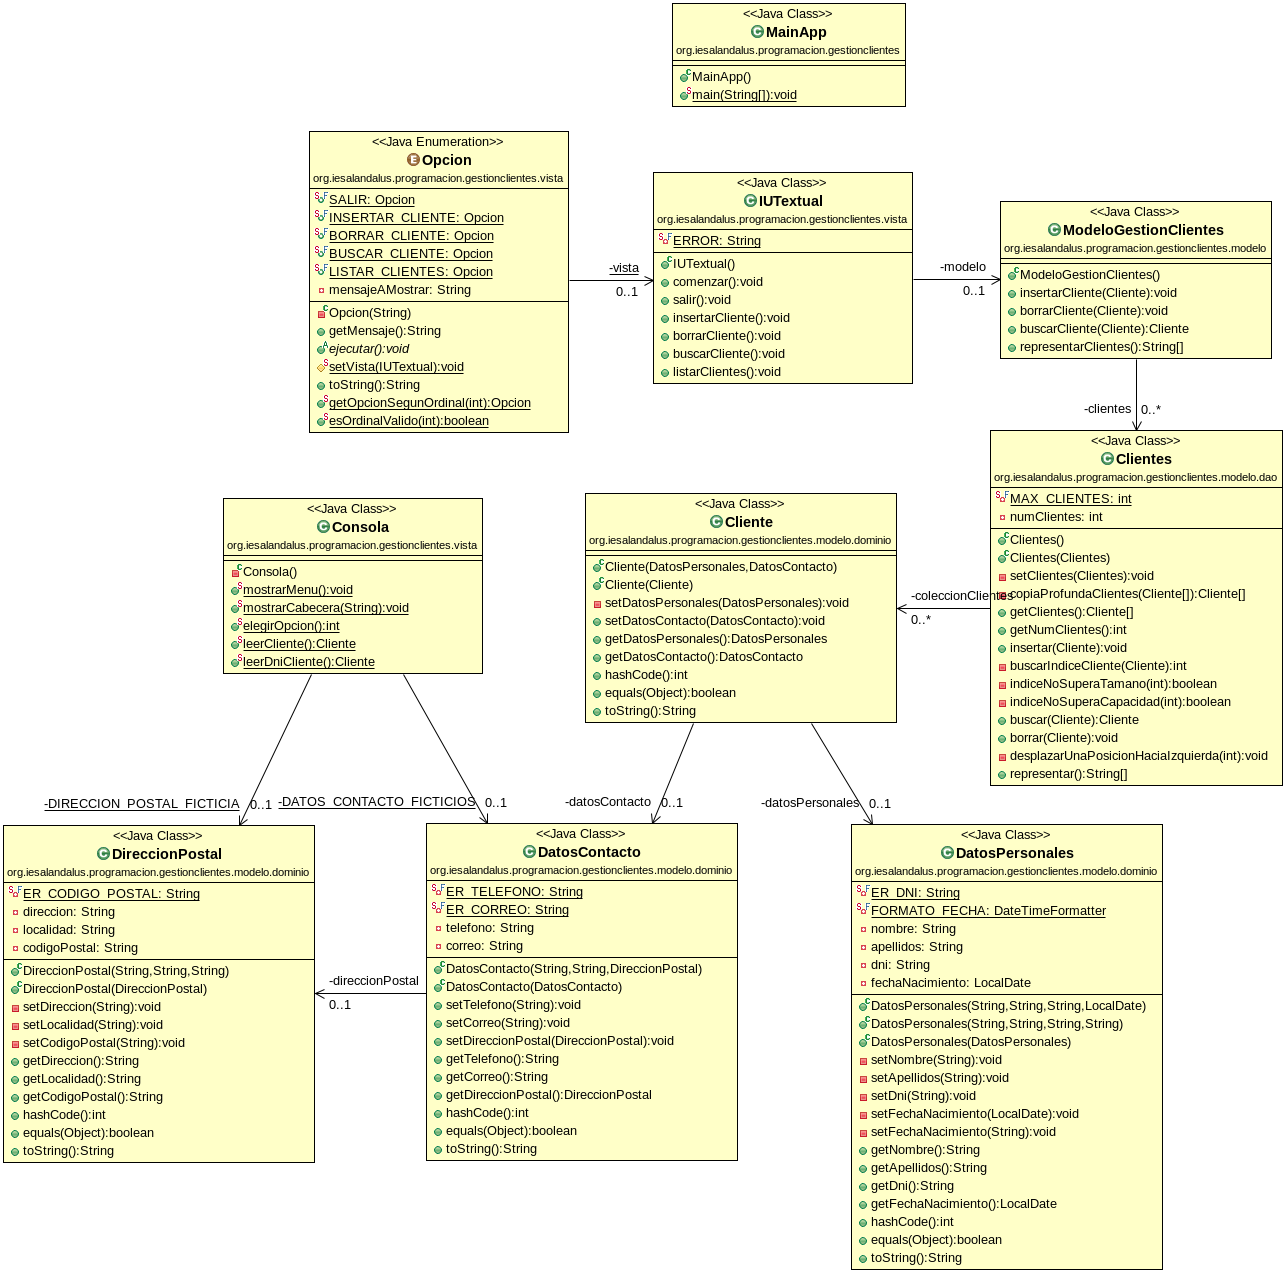 <<Java Class>>
MainApp
org.iesalandalus.programacion.gestionclientes
MainApp()
main(String[]):void
<<Java Enumeration>>
Opcion
org.iesalandalus.programacion.gestionclientes.vista
SALIR: Opcion
INSERTAR_CLIENTE: Opcion
BORRAR_CLIENTE: Opcion
BUSCAR_CLIENTE: Opcion
LISTAR_CLIENTES: Opcion
mensajeAMostrar: String
Opcion(String)
getMensaje():String
ejecutar():void
setVista(IUTextual):void
toString():String
getOpcionSegunOrdinal(int):Opcion
esOrdinalValido(int):boolean
-vista
0..1
<<Java Class>>
IUTextual
org.iesalandalus.programacion.gestionclientes.vista
ERROR: String
IUTextual()
comenzar():void
salir():void
insertarCliente():void
borrarCliente():void
buscarCliente():void
listarClientes():void
-modelo
0..1
<<Java Class>>
ModeloGestionClientes
org.iesalandalus.programacion.gestionclientes.modelo
ModeloGestionClientes()
insertarCliente(Cliente):void
borrarCliente(Cliente):void
buscarCliente(Cliente):Cliente
representarClientes():String[]
-clientes
0..*
<<Java Class>>
Clientes
org.iesalandalus.programacion.gestionclientes.modelo.dao
MAX_CLIENTES: int
numClientes: int
Clientes()
Clientes(Clientes)
setClientes(Clientes):void
copiaProfundaClientes(Cliente[]):Cliente[]
getClientes():Cliente[]
getNumClientes():int
insertar(Cliente):void
buscarIndiceCliente(Cliente):int
indiceNoSuperaTamano(int):boolean
indiceNoSuperaCapacidad(int):boolean
buscar(Cliente):Cliente
borrar(Cliente):void
desplazarUnaPosicionHaciaIzquierda(int):void
representar():String[]
-coleccionClientes
0..*
<<Java Class>>
Cliente
org.iesalandalus.programacion.gestionclientes.modelo.dominio
Cliente(DatosPersonales,DatosContacto)
Cliente(Cliente)
setDatosPersonales(DatosPersonales):void
setDatosContacto(DatosContacto):void
getDatosPersonales():DatosPersonales
getDatosContacto():DatosContacto
hashCode():int
equals(Object):boolean
toString():String
<<Java Class>>
Consola
org.iesalandalus.programacion.gestionclientes.vista
Consola()
mostrarMenu():void
mostrarCabecera(String):void
elegirOpcion():int
leerCliente():Cliente
leerDniCliente():Cliente
-DIRECCION_POSTAL_FICTICIA
0..1
-DATOS_CONTACTO_FICTICIOS
0..1
-datosContacto
0..1
-datosPersonales
0..1
<<Java Class>>
DireccionPostal
org.iesalandalus.programacion.gestionclientes.modelo.dominio
ER_CODIGO_POSTAL: String
direccion: String
localidad: String
codigoPostal: String
DireccionPostal(String,String,String)
DireccionPostal(DireccionPostal)
setDireccion(String):void
setLocalidad(String):void
setCodigoPostal(String):void
getDireccion():String
getLocalidad():String
getCodigoPostal():String
hashCode():int
equals(Object):boolean
toString():String
-direccionPostal
0..1
<<Java Class>>
DatosContacto
org.iesalandalus.programacion.gestionclientes.modelo.dominio
ER_TELEFONO: String
ER_CORREO: String
telefono: String
correo: String
DatosContacto(String,String,DireccionPostal)
DatosContacto(DatosContacto)
setTelefono(String):void
setCorreo(String):void
setDireccionPostal(DireccionPostal):void
getTelefono():String
getCorreo():String
getDireccionPostal():DireccionPostal
hashCode():int
equals(Object):boolean
toString():String
<<Java Class>>
DatosPersonales
org.iesalandalus.programacion.gestionclientes.modelo.dominio
ER_DNI: String
FORMATO_FECHA: DateTimeFormatter
nombre: String
apellidos: String
dni: String
fechaNacimiento: LocalDate
DatosPersonales(String,String,String,LocalDate)
DatosPersonales(String,String,String,String)
DatosPersonales(DatosPersonales)
setNombre(String):void
setApellidos(String):void
setDni(String):void
setFechaNacimiento(LocalDate):void
setFechaNacimiento(String):void
getNombre():String
getApellidos():String
getDni():String
getFechaNacimiento():LocalDate
hashCode():int
equals(Object):boolean
toString():String